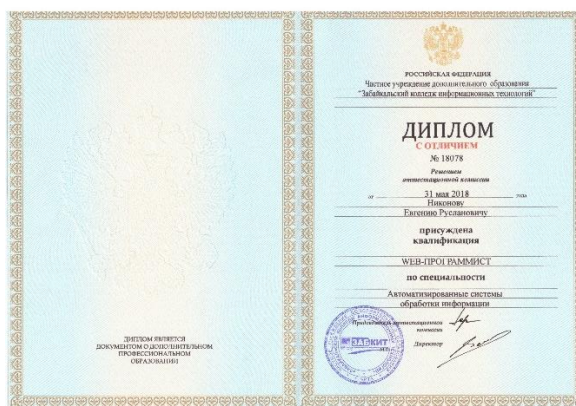 ДИПЛОМ ЯВЛЯЕТСЯ
ДОКУМЕНТОМ О ДОПОЛНИТЕЛЬНОМ
ПРОФЕССИОНАЛЬНОМ
ОБРАЗОВАНИИ
РОССИЙСКАЯ ФЕДЕРАЦИЯ
Частное учреждение дополнительного образования
"Забайкальский колледж информационных технологий"
ДИПЛОМ
С ОТЛИЧИЕМ
№ 18078
Решением
аттестационной комиссии
от 31 мая 2018 года
Никонову
Евгению Руслановичу
присуждена
квалификация
WEB-ПРОГРАММИСТ
по специальности
Автоматизированные системы
обработки информации
Председатель аттестационной
комиссии
Директор
ЗАБКИТ